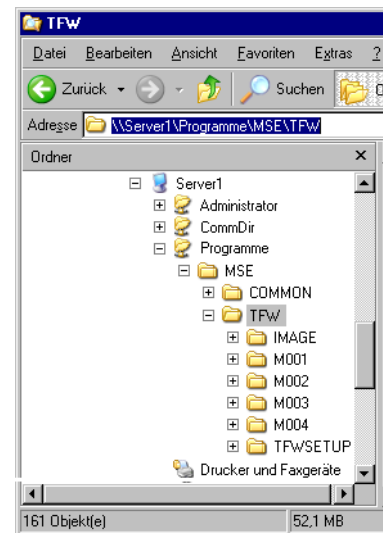 TFW
Datei Bearbeiten Ansicht Favoriten Extras ?
Zurück Suchen
Adresse \\Server1\Programme\MSE\TFW
Ordner
Server1
Administrator
CommDir
Programme
MSE
COMMON
TFW
IMAGE
M001
M002
M003
M004
TFWSETUP
Drucker und Faxgeräte
161 Objekt(e) 52,1 MB